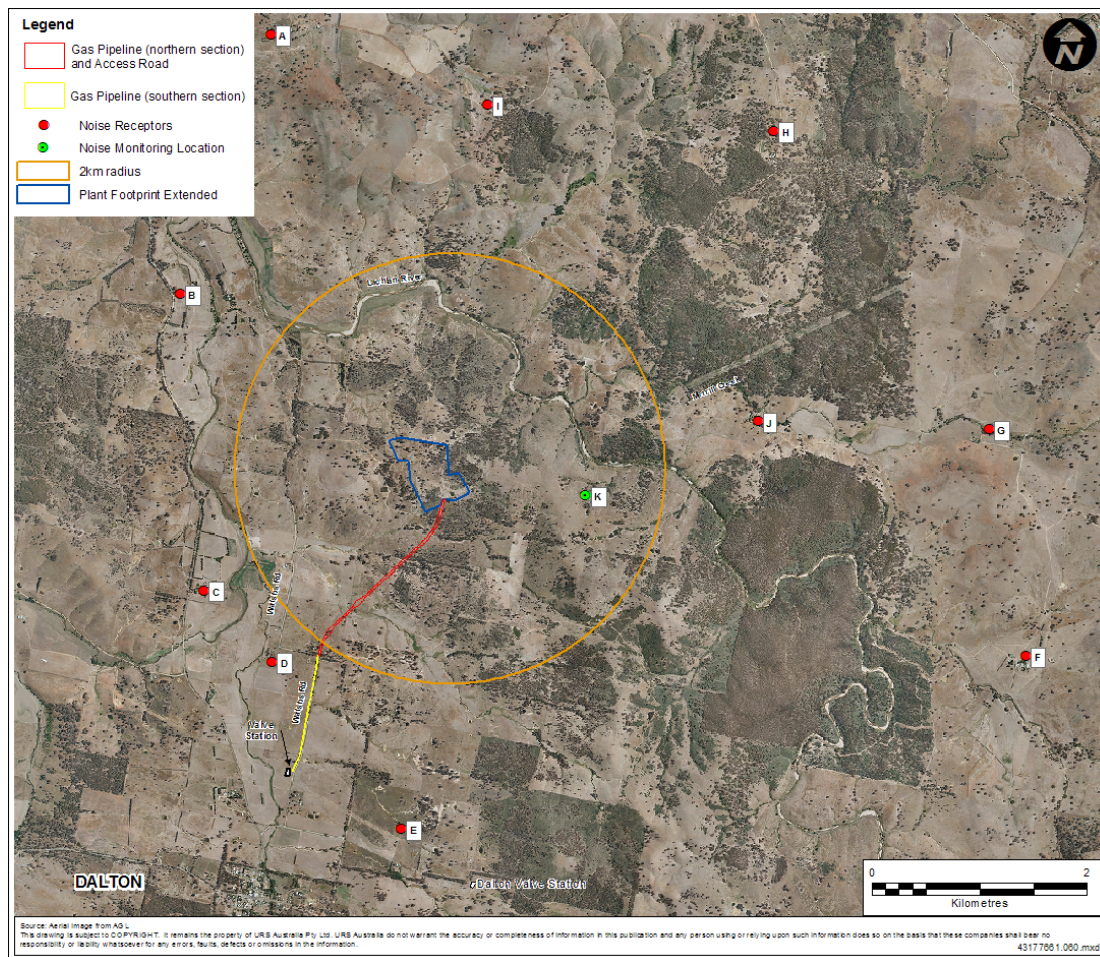 Legend
Gas Pipeline (northern section)
and Access Road
Gas Pipeline (southern section)
Noise Receptors
Noise Monitoring Location
2km radius
Plant Footprint Extended
N
A
I
H
Lachlan River
B
Merrill Creek
J
G
K
C
D
F
Valve
Station
E
DALTON
Dalton Valve Station
0 2
Kilometres
Source: Aerial Image from AGL
This drawing is subject to COPYRIGHT. It remains the property of URS Australia Pty Ltd. URS Australia do not warrant the accuracy or completeness of information in this publication and any person using or relying upon such information does so on the basis that these companies shall bear no
responsibility or liability whatsoever for any errors, faults, defects or omissions in the information.
43177661.060.mxd